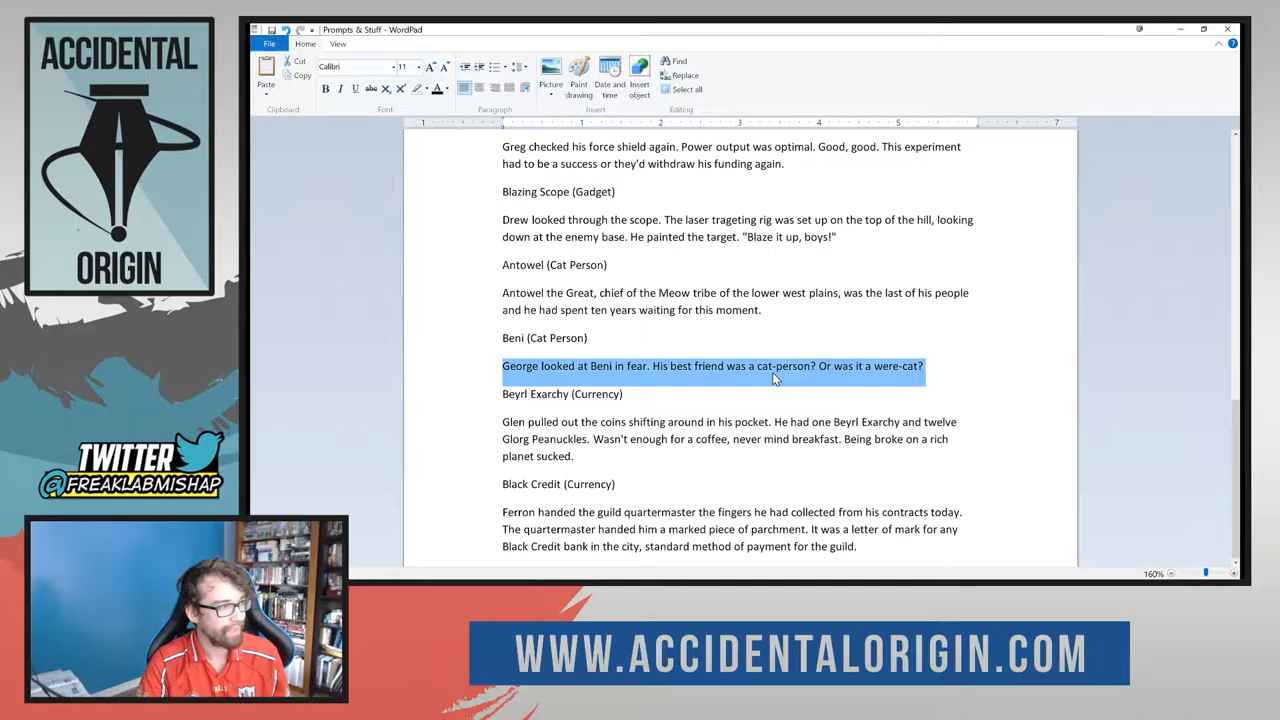 ACCIDENTAL
ORIGIN
TWITTER
@FREAKLABMISHAP
Prompts & Stuff - WordPad
File
Home
View
Paste
Cut
Copy
Clipboard
Calibri
11
Font
Paragraph
Picture
Paint
drawing
Date and
time
Insert
object
Insert
Find
Replace
Select all
Editing
1 1 2 3 4 5 7
Greg checked his force shield again. Power output was optimal. Good, good. This experiment
had to be a success or they'd withdraw his funding again.
Blazing Scope (Gadget)
Drew looked through the scope. The laser trageting rig was set up on the top of the hill, looking
down at the enemy base. He painted the target. "Blaze it up, boys!"
Antowel (Cat Person)
Antowel the Great, chief of the Meow tribe of the lower west plains, was the last of his people
and he had spent ten years waiting for this moment.
Beni (Cat Person)
George looked at Beni in fear. His best friend was a cat-person? Or was it a were-cat?
Beyrl Exarchy (Currency)
Glen pulled out the coins shifting around in his pocket. He had one Beyrl Exarchy and twelve
Glorg Peanuckles. Wasn't enough for a coffee, never mind breakfast. Being broke on a rich
planet sucked.
Black Credit (Currency)
Ferron handed the guild quartermaster the fingers he had collected from his contracts today.
The quartermaster handed him a marked piece of parchment. It was a letter of mark for any
Black Credit bank in the city, standard method of payment for the guild.
160%
WWW.ACCIDENTALORIGIN.COM